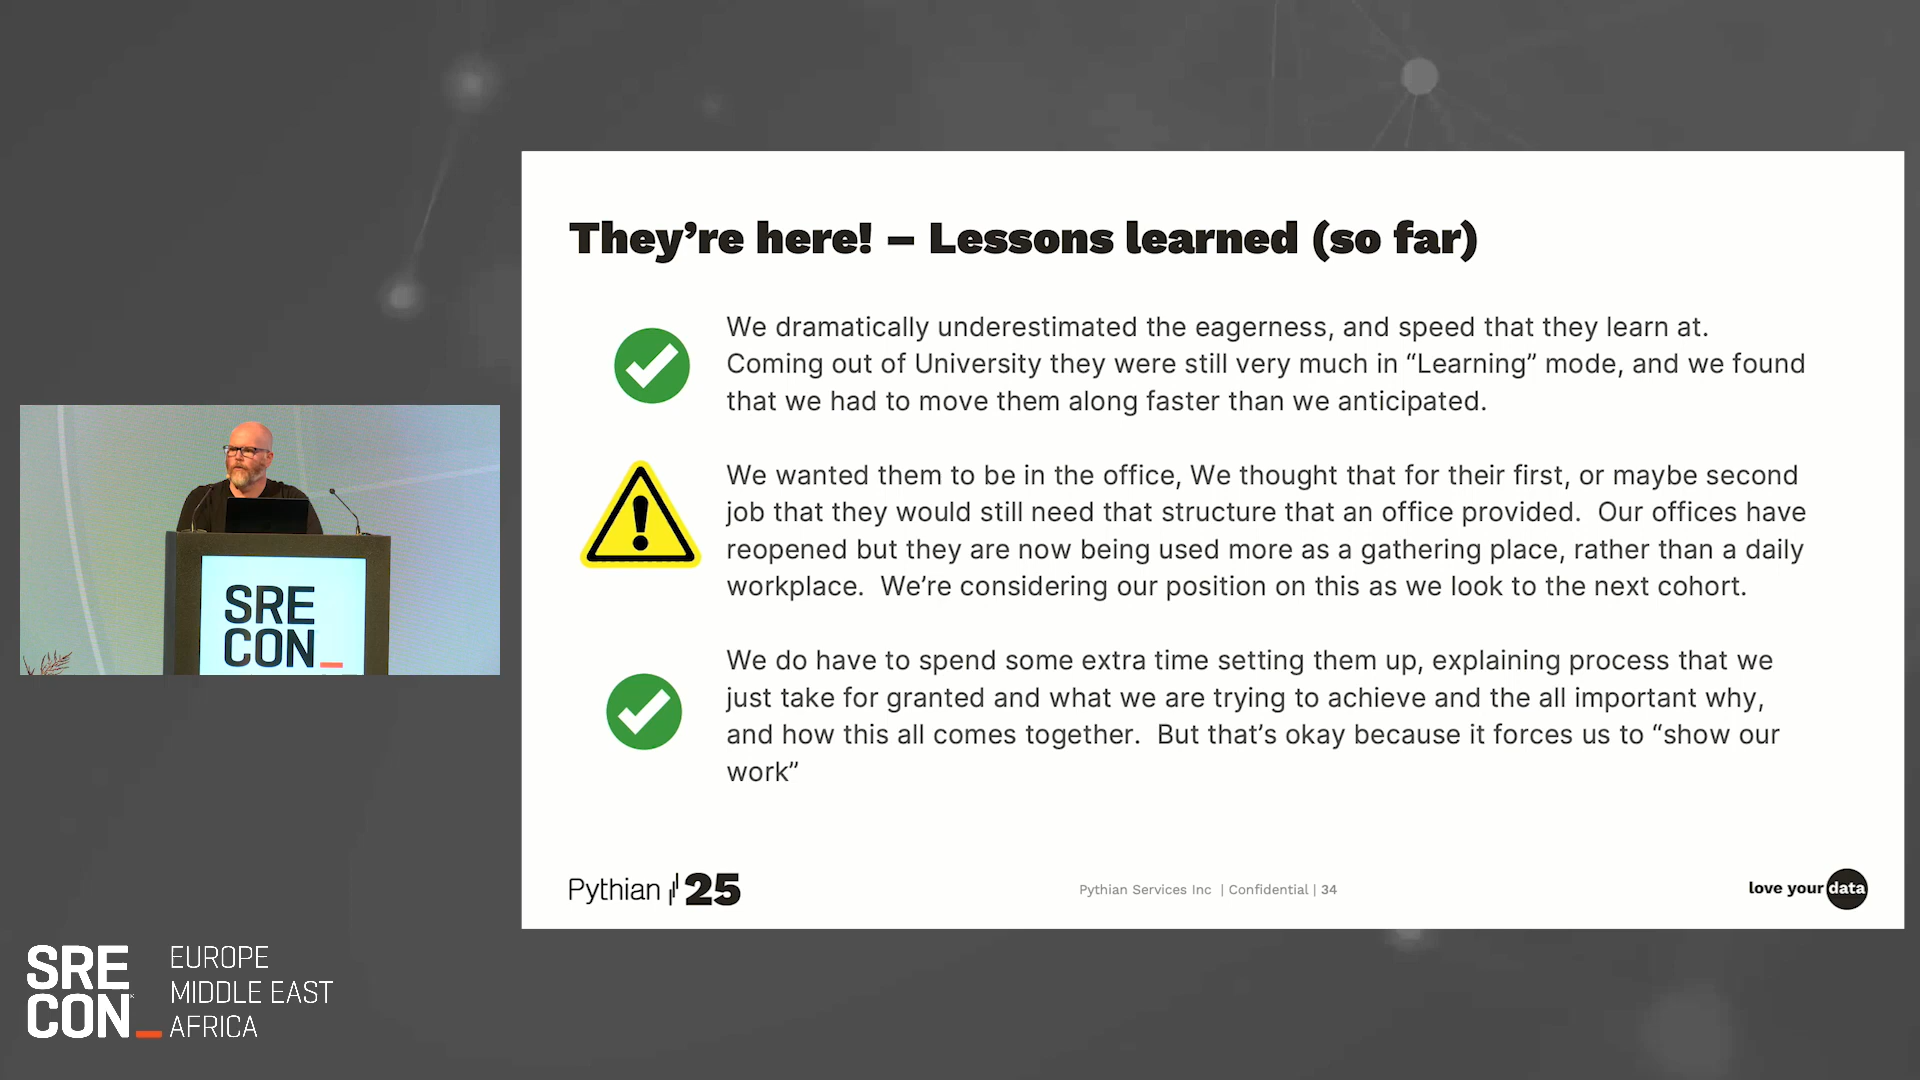 They’re here! – Lessons learned (so far)
We dramatically underestimated the eagerness, and speed that they learn at.
Coming out of University they were still very much in “Learning” mode, and we found
that we had to move them along faster than we anticipated.
We wanted them to be in the office, We thought that for their first, or maybe second
job that they would still need that structure that an office provided.  Our offices have
reopened but they are now being used more as a gathering place, rather than a daily
workplace.  We’re considering our position on this as we look to the next cohort.
We do have to spend some extra time setting them up, explaining process that we
just take for granted and what we are trying to achieve and the all important why,
and how this all comes together.  But that’s okay because it forces us to “show our
work”
Pythian 25
Pythian Services Inc | Confidential | 34
love your data
SRE
CON_
SRE
CON_
EUROPE
MIDDLE EAST
AFRICA